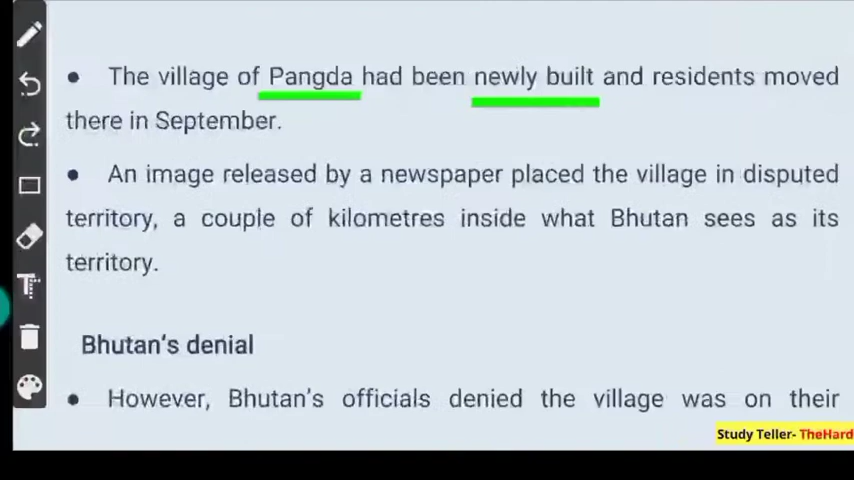 ● The village of Pangda had been newly built and residents moved
there in September.
● An image released by a newspaper placed the village in disputed
territory, a couple of kilometres inside what Bhutan sees as its
territory.
Bhutan's denial
● However, Bhutan's officials denied the village was on their
Study Teller- TheHard